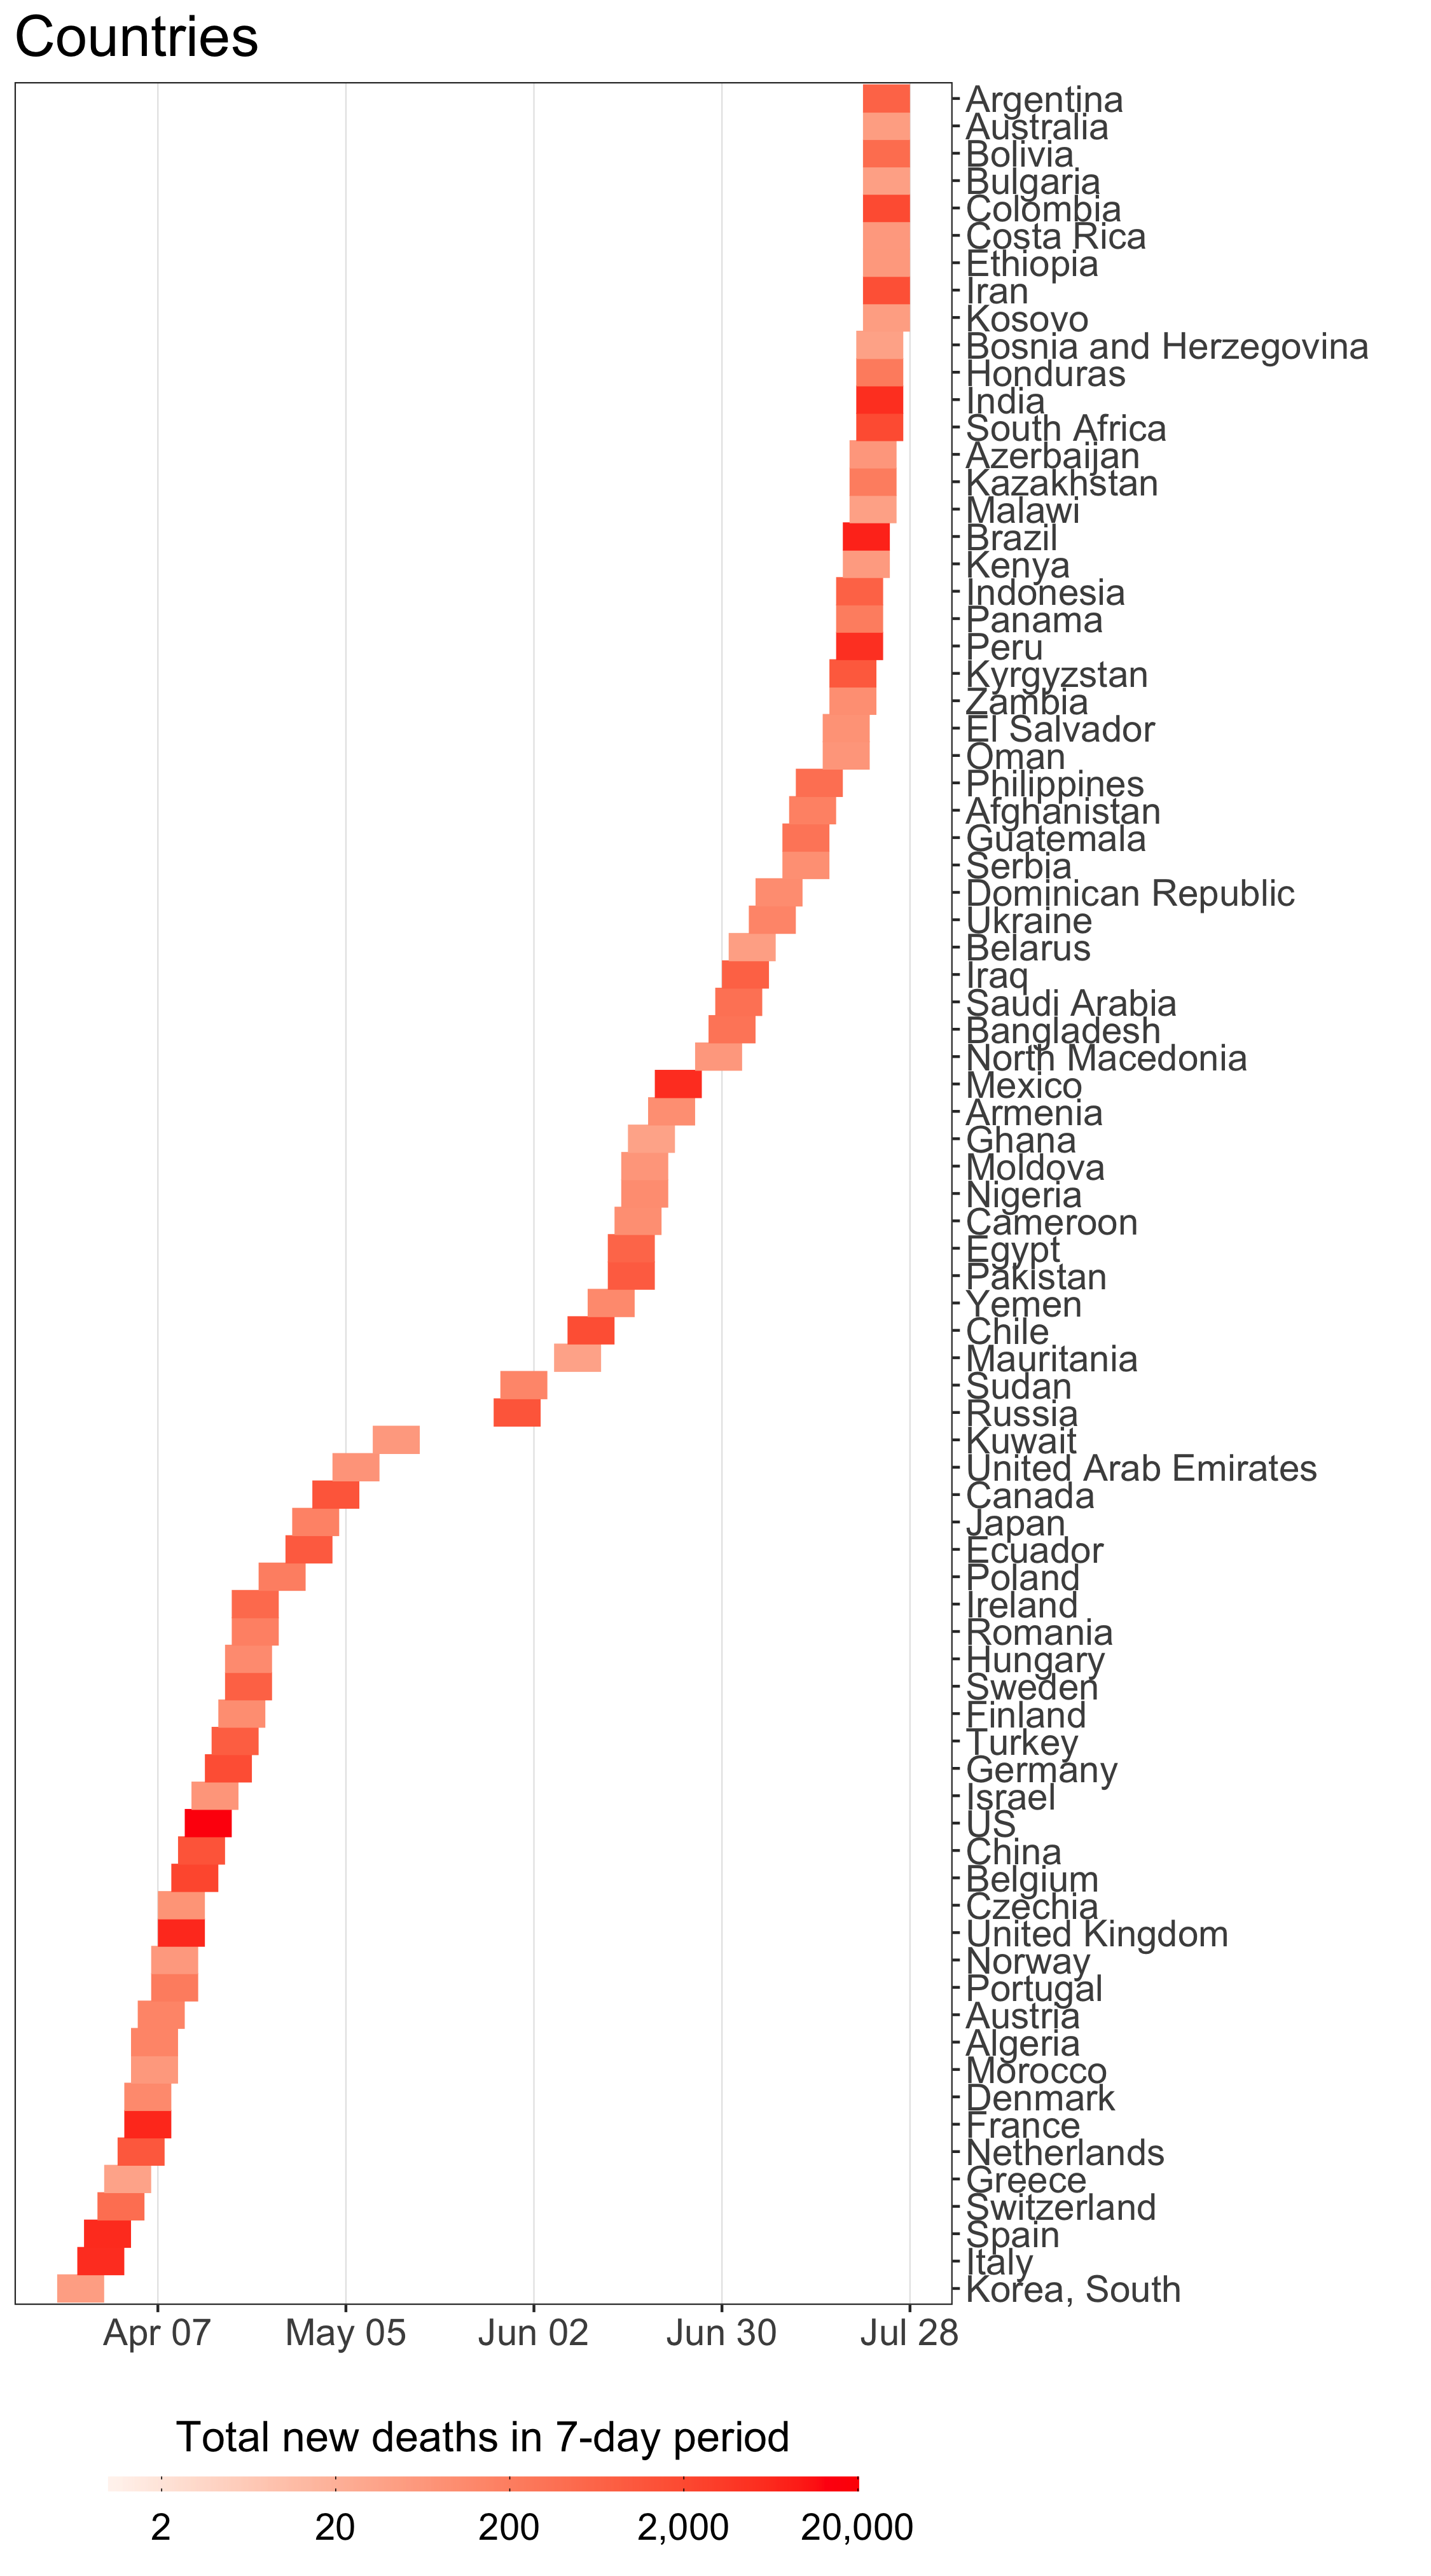 Countries
Argentina
Australia
Bolivia
Bulgaria
Colombia
Costa Rica
Ethiopia
Iran
Kosovo
Bosnia and Herzegovina
Honduras
India
South Africa
Azerbaijan
Kazakhstan
Malawi
Brazil
Kenya
Indonesia
Panama
Peru
Kyrgyzstan
Zambia
El Salvador
Oman
Philippines
Afghanistan
Guatemala
Serbia
Dominican Republic
Ukraine
Belarus
Iraq
Saudi Arabia
Bangladesh
North Macedonia
Mexico
Armenia
Ghana
Moldova
Nigeria
Cameroon
Egypt
Pakistan
Yemen
Chile
Mauritania
Sudan
Russia
Kuwait
United Arab Emirates
Canada
Japan
Ecuador
Poland
Ireland
Romania
Hungary
Sweden
Finland
Turkey
Germany
Israel
US
China
Belgium
Czechia
United Kingdom
Norway
Portugal
Austria
Algeria
Morocco
Denmark
France
Netherlands
Greece
Switzerland
Spain
Italy
Korea, South
Apr 07 May 05 Jun 02 Jun 30 Jul 28
Total new deaths in 7-day period
2 20 200 2,000 20,000